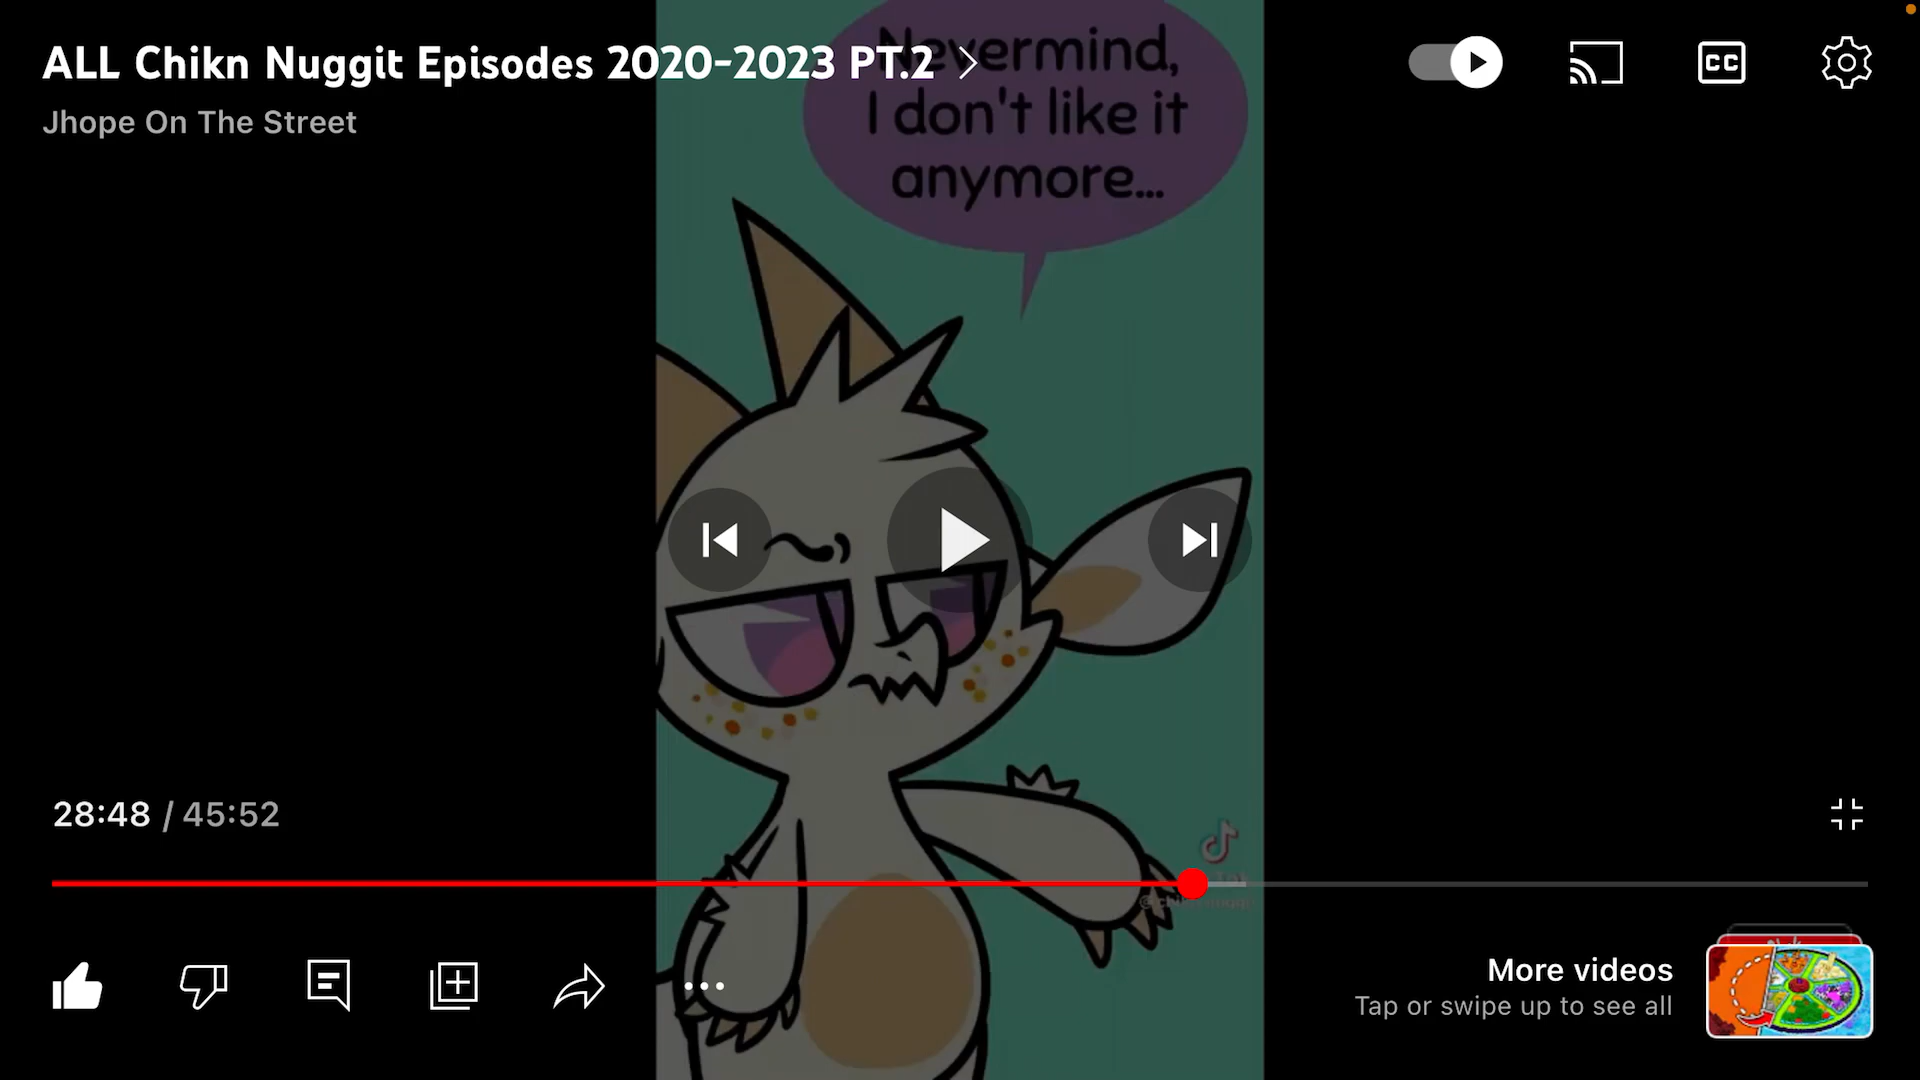 ALL Chikn Nuggit Episodes 2020-2023 PT.2
Jhope On The Street
CC
Nevermind,
I don't like it
anymore...
28:48 / 45:52
More videos
Tap or swipe up to see all